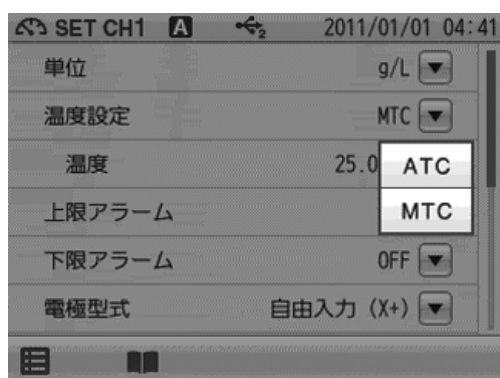 SET CH1 A 2 2011/01/01 04:41
単位 g/L
温度設定 MTC
温度 25.0 ATC
上限アラーム MTC
下限アラーム OFF
電極型式 自由入力 (X+)